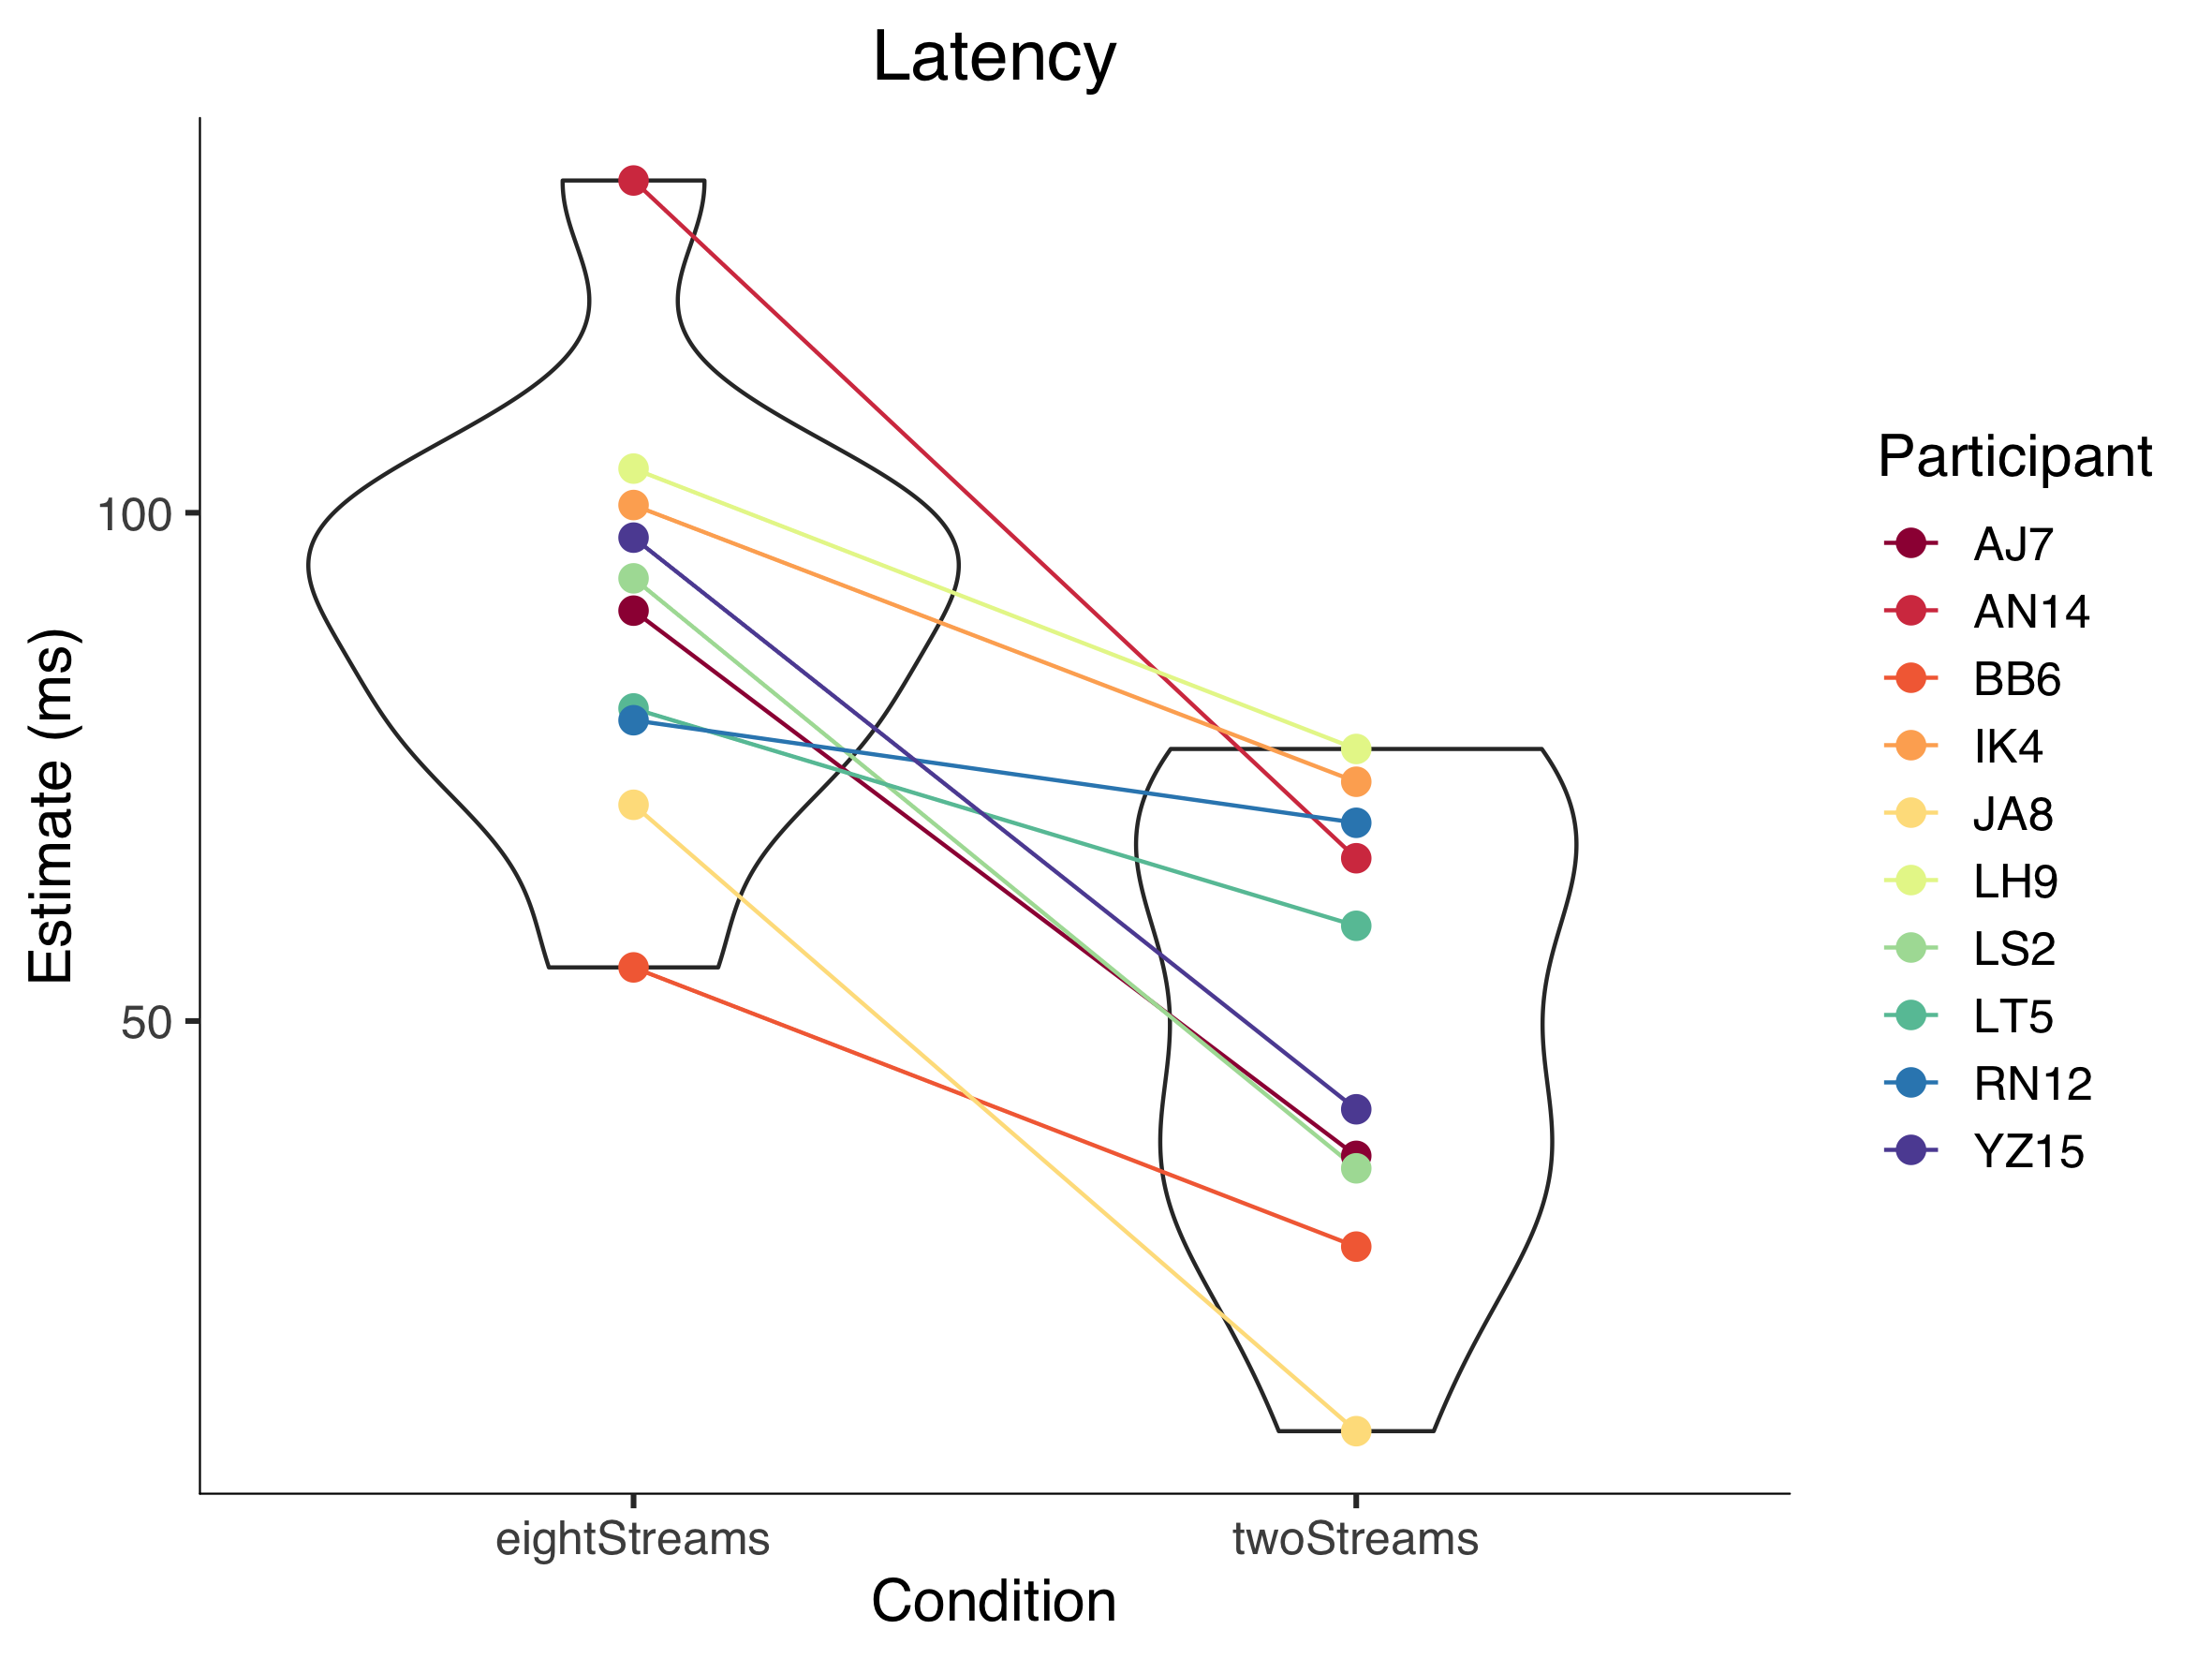 Latency
Estimate (ms)
100
50
eightStreams
twoStreams
Condition
Participant
AJ7
AN14
BB6
IK4
JA8
LH9
LS2
LT5
RN12
YZ15